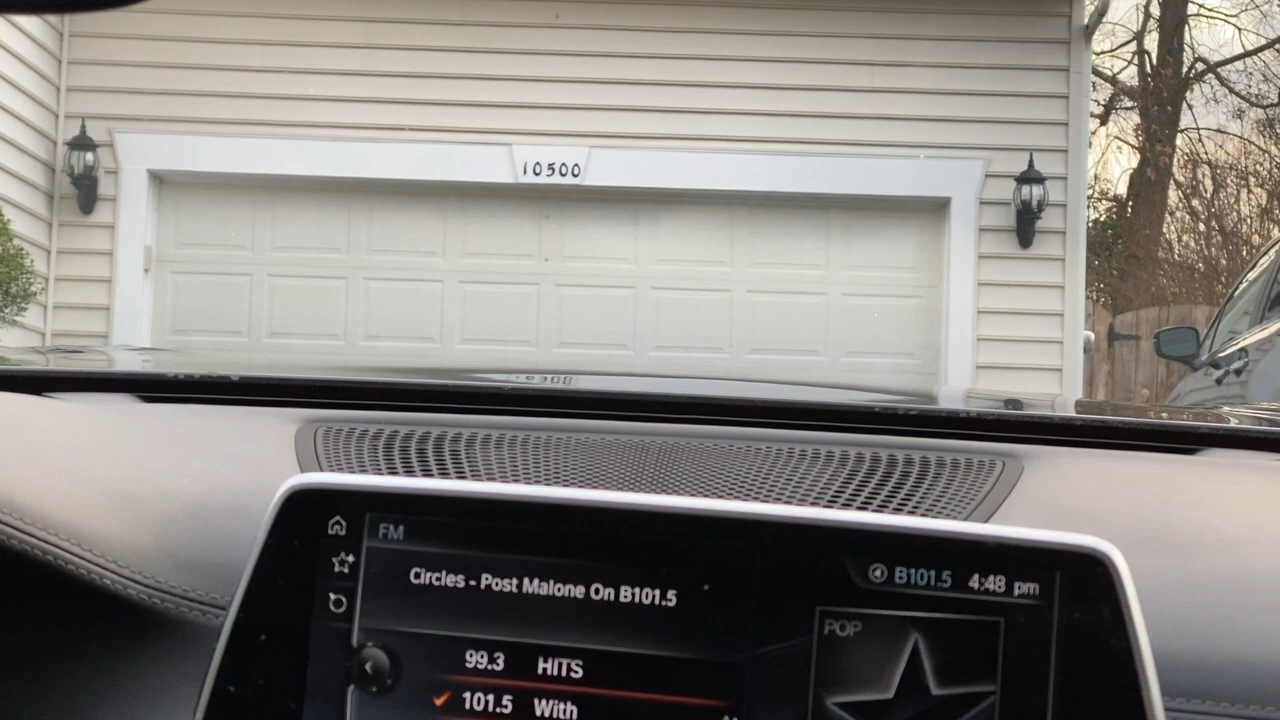 10500
FM
B101.5 4:48 pm
Circles - Post Malone On B101.5
POP
99.3 HITS
101.5 With